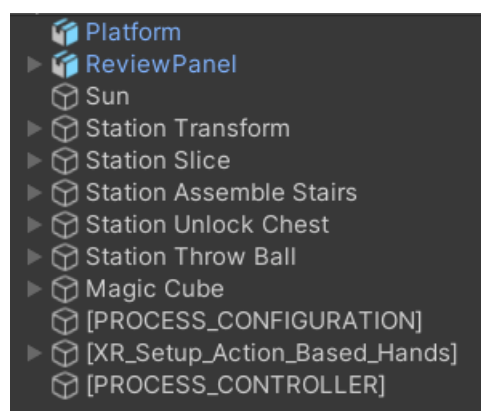 Platform
ReviewPanel
Sun
Station Transform
Station Slice
Station Assemble Stairs
Station Unlock Chest
Station Throw Ball
Magic Cube
[PROCESS_CONFIGURATION]
[XR_Setup_Action_Based_Hands]
[PROCESS_CONTROLLER]